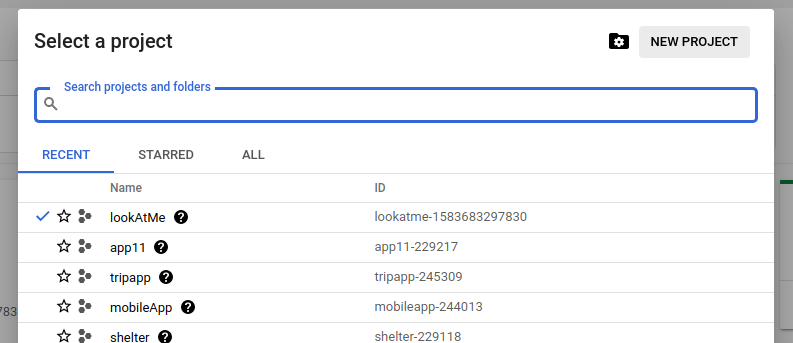 Select a project
NEW PROJECT
Search projects and folders
RECENT STARRED ALL
Name ID
lookAtMe lookatme-1583683297830
app11 app11-229217
tripapp tripapp-245309
mobileApp mobileapp-244013
783
shelter shelter-229118